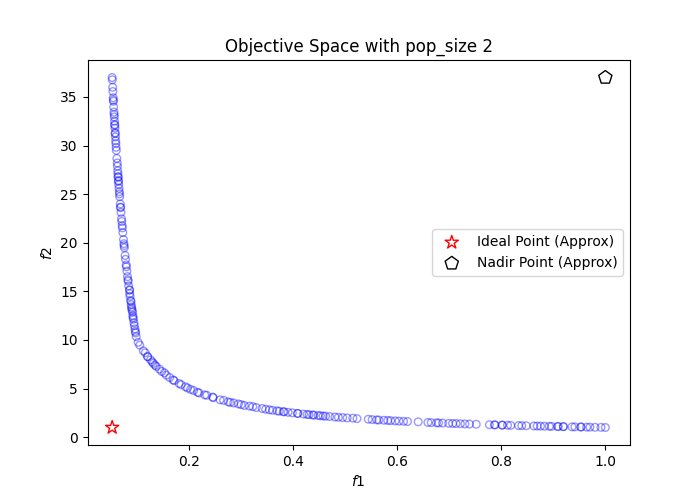 Objective Space with pop_size 2
f2
35
30
25
20
15
10
5
0
Ideal Point (Approx)
Nadir Point (Approx)
0.2 0.4 0.6 0.8 1.0
f1